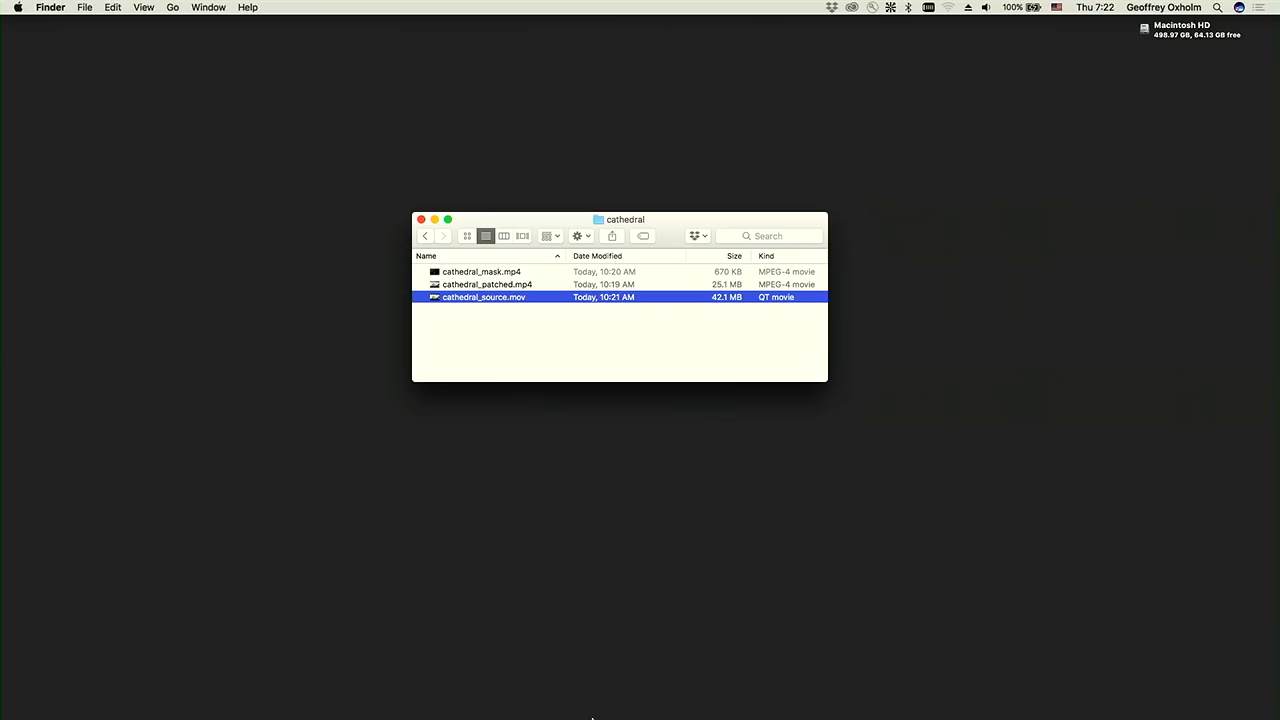 Finder File Edit View Go Window Help 100% Thu 7:22 Geoffrey Oxholm
Macintosh HD
498.97 GB, 64.13 GB free
cathedral
Search
Name Date Modified Size Kind
cathedral_mask.mp4 Today, 10:20 AM 670 KB MPEG-4 movie
cathedral_patched.mp4 Today, 10:19 AM 25.1 MB MPEG-4 movie
cathedral_source.mov Today, 10:21 AM 42.1 MB QT movie